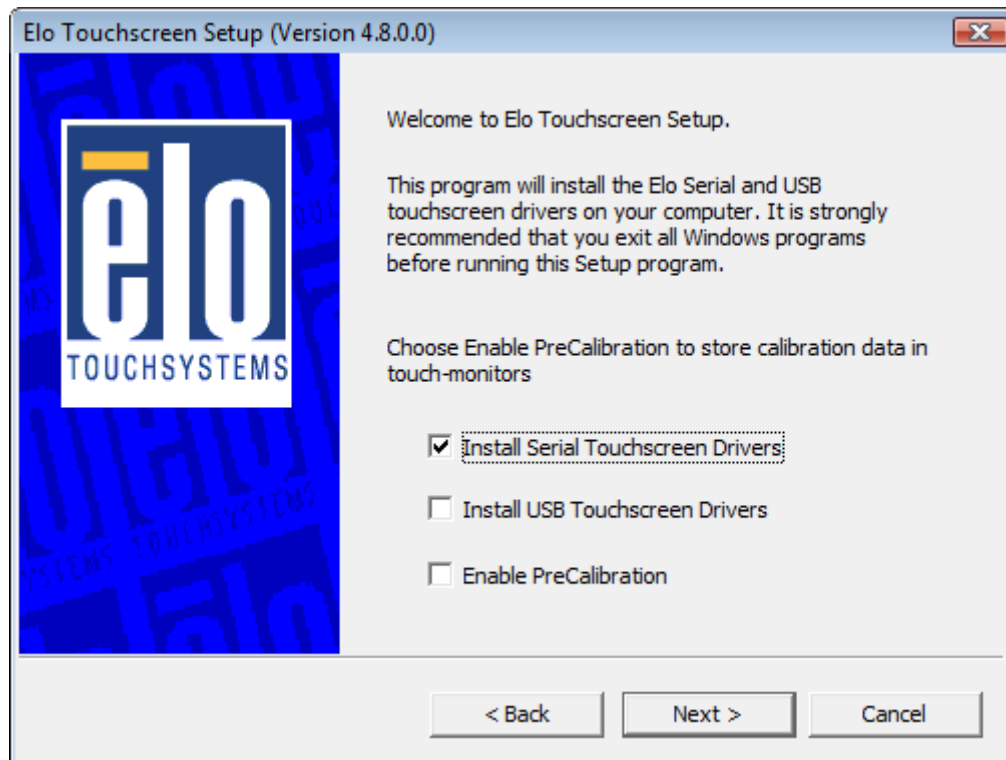 Elo Touchscreen Setup (Version 4.8.0.0)
ēlo
TOUCHSYSTEMS
Welcome to Elo Touchscreen Setup.
This program will install the Elo Serial and USB
touchscreen drivers on your computer. It is strongly
recommended that you exit all Windows programs
before running this Setup program.
Choose Enable PreCalibration to store calibration data in
touch-monitors
Install Serial Touchscreen Drivers
Install USB Touchscreen Drivers
Enable PreCalibration
< Back
Next >
Cancel